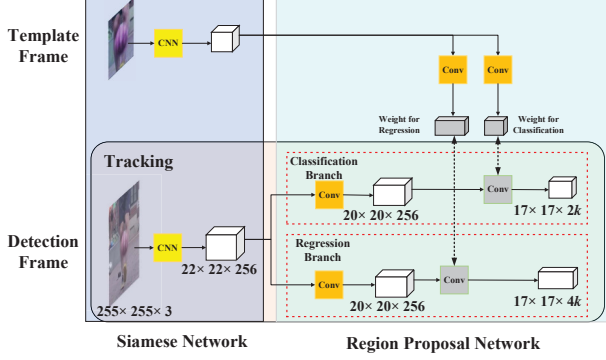 Template
Frame
CNN
Conv
Conv
Weight for
Regression
Weight for
Classification
Tracking
Classification
Branch
Conv
20× 20× 256
Conv
17× 17× 2k
Detection
Frame
CNN
22× 22× 256
255× 255× 3
Regression
Branch
Conv
20× 20× 256
Conv
17× 17× 4k
Siamese Network
Region Proposal Network